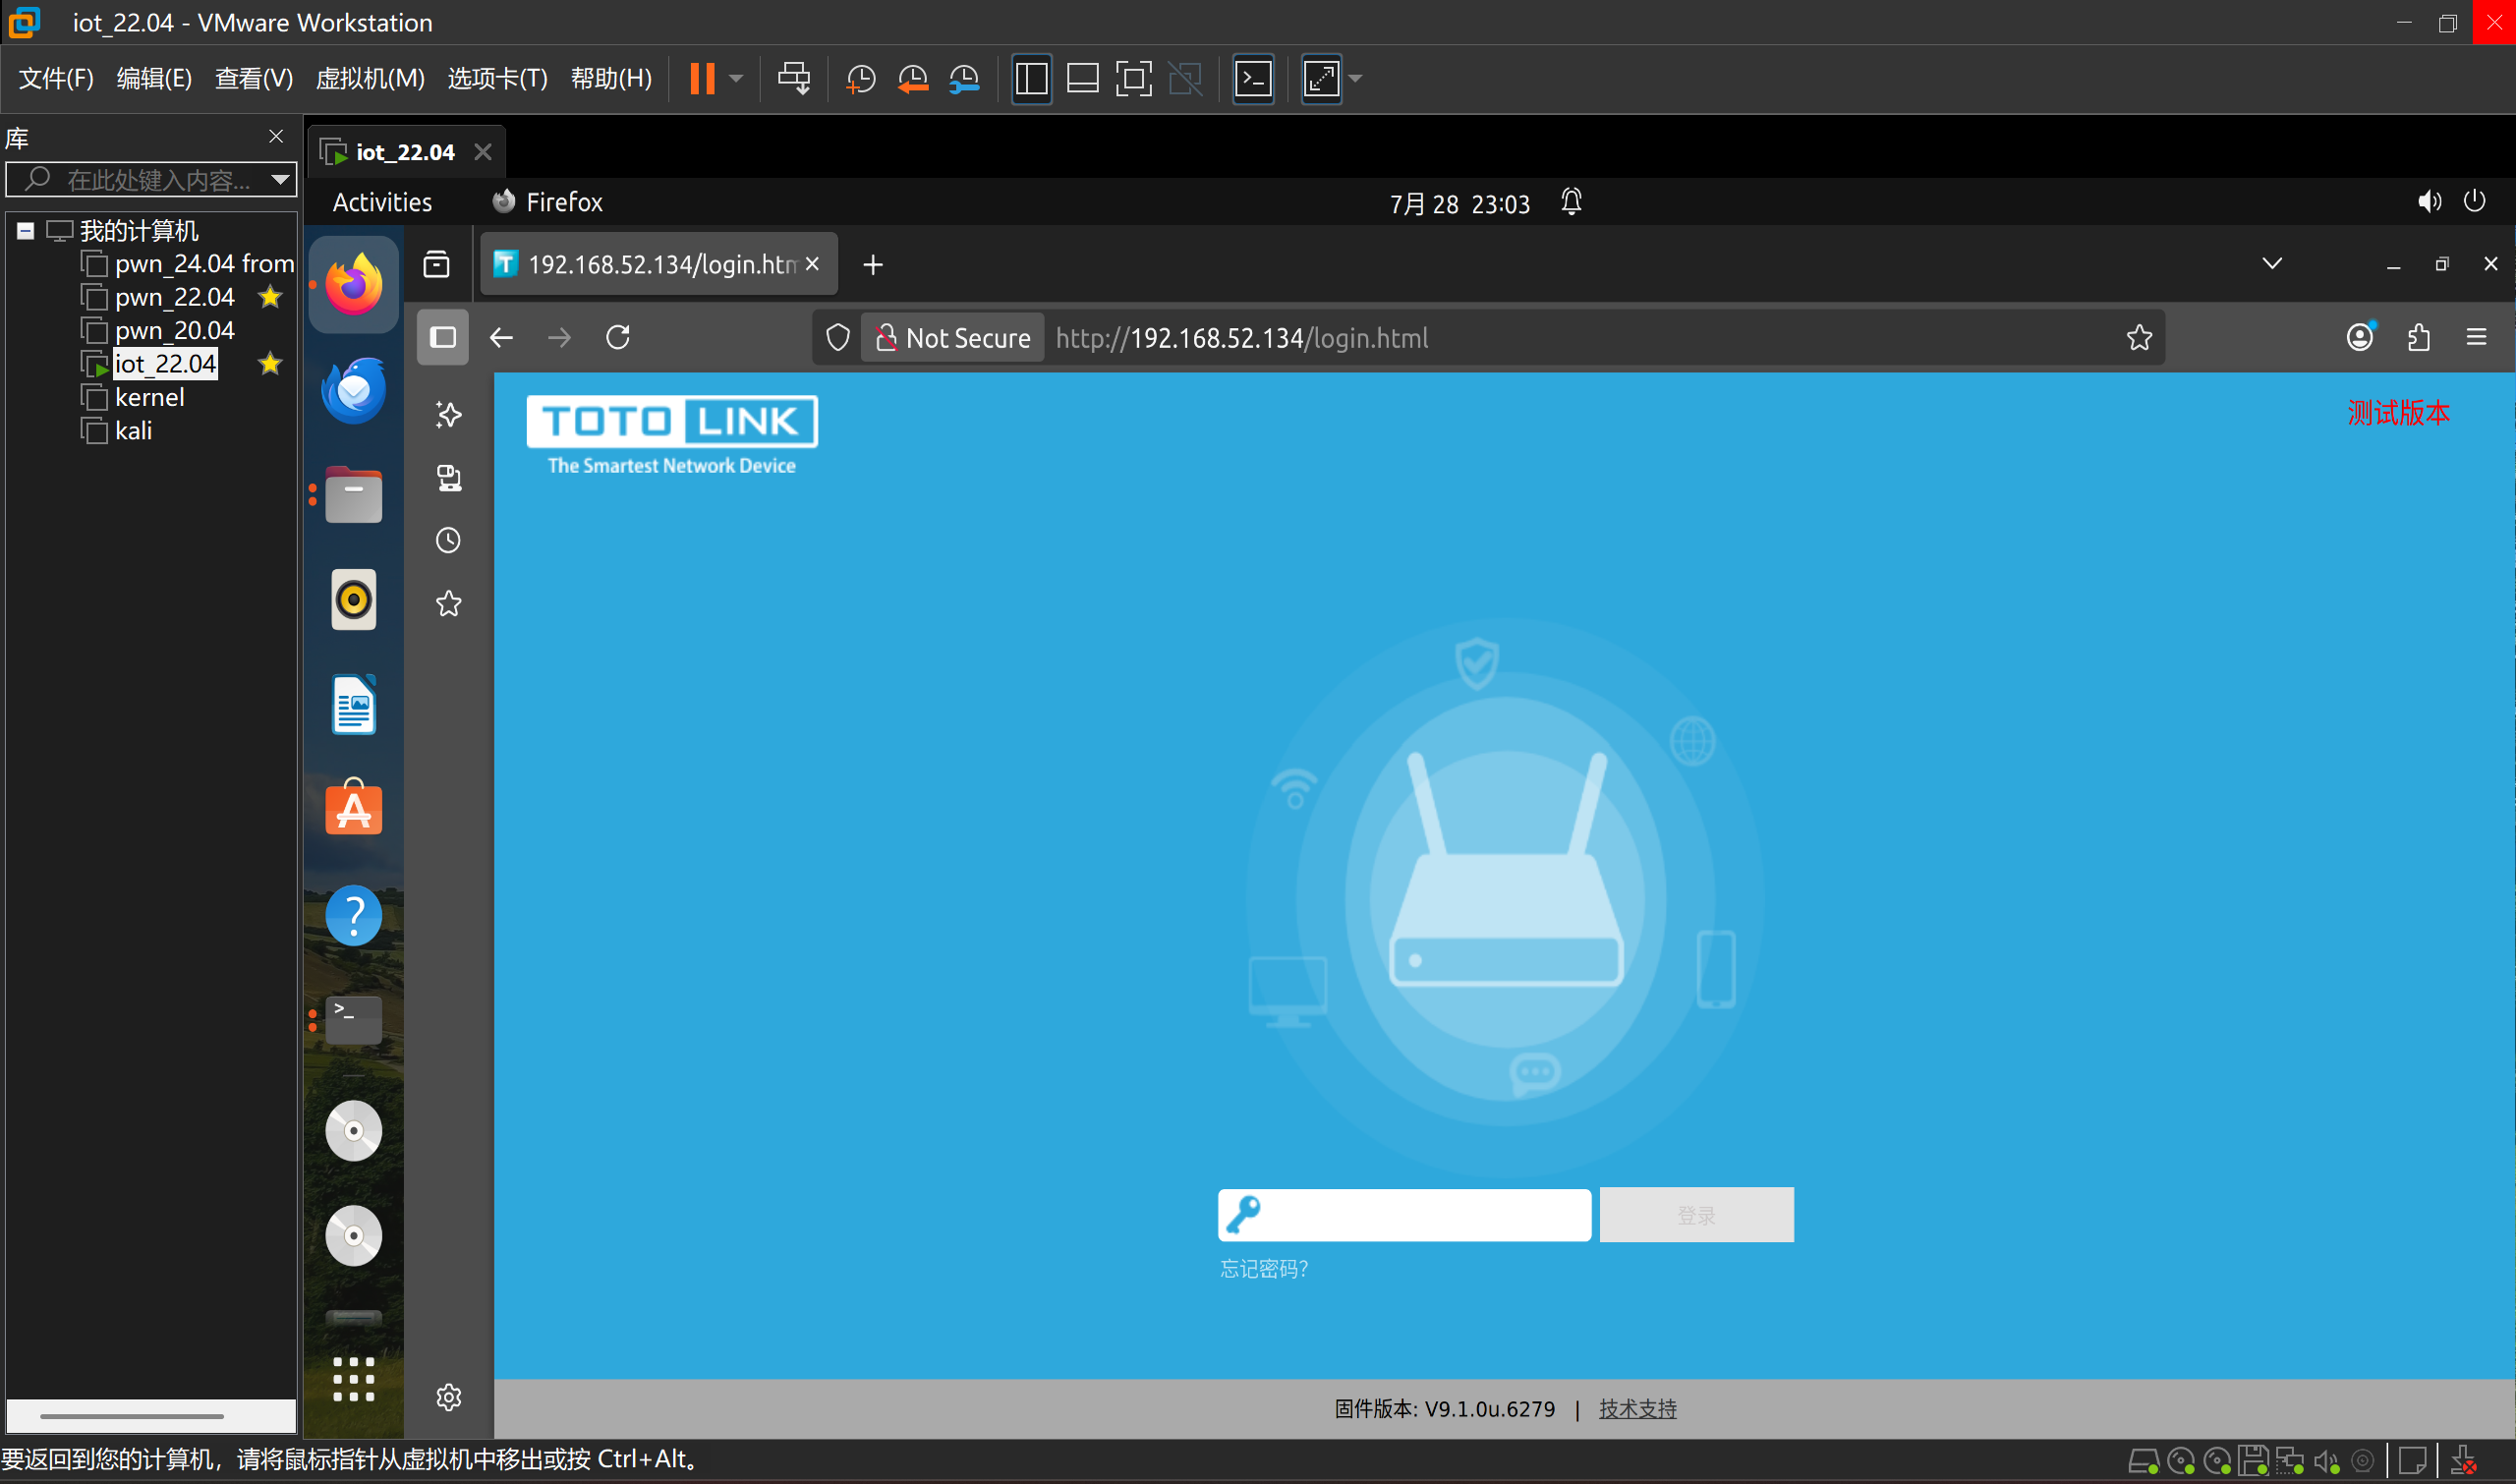 iot_22.04 - VMware Workstation
文件(F) 编辑(E) 查看(V) 虚拟机(M) 选项卡(T) 帮助(H)
库
在此处键入内容...
我的计算机
pwn_24.04 from
pwn_22.04
pwn_20.04
iot_22.04
kernel
kali
iot_22.04
Activities Firefox 7月 28 23:03
192.168.52.134/login.htm
Not Secure http://192.168.52.134/login.html
TOTO LINK
The Smartest Network Device
测试版本
登录
忘记密码?
固件版本: V9.1.0u.6279 | 技术支持
要返回到您的计算机，请将鼠标指针从虚拟机中移出或按 Ctrl+Alt。